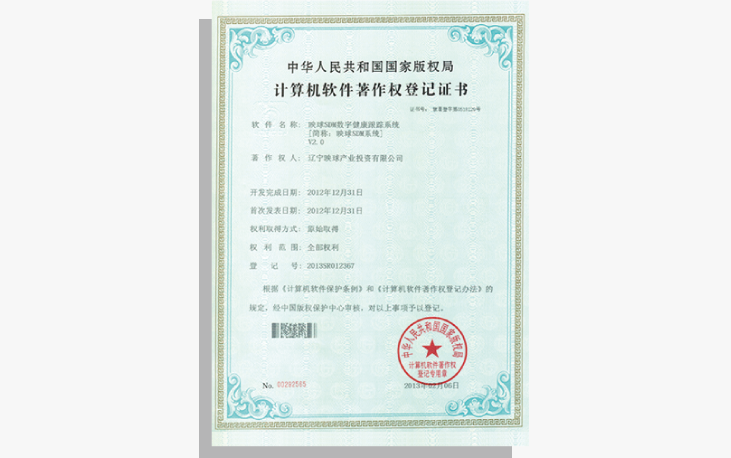 中华人民共和国国家版权局
计算机软件著作权登记证书
证书号：
软 件 名 称： 映球SDM数字健康跟踪系统
[简称：映球SDM系统]
V2.0
著 作 权 人： 辽宁映球产业投资有限公司
开发完成日期： 2012年12月31日
首次发表日期： 2012年12月31日
权利取得方式： 原始取得
权 利 范 围： 全部权利
登 记 号： 2013SR012367
根据《计算机软件保护条例》和《计算机软件著作权登记办法》的
规定，经中国版权保护中心审核，对以上事项予以登记。
中华人民共和国国家版权局
计算机软件著作权
登记专用章
No. 00292565
2013年02月06日